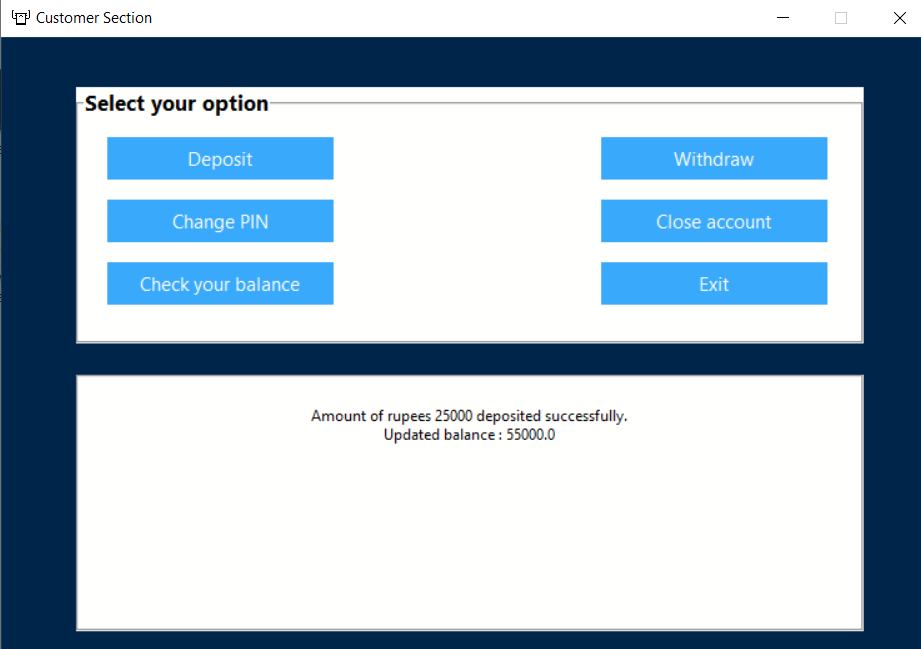 Customer Section
Select your option
Deposit
Withdraw
Change PIN
Close account
Check your balance
Exit
Amount of rupees 25000 deposited successfully.
Updated balance : 55000.0